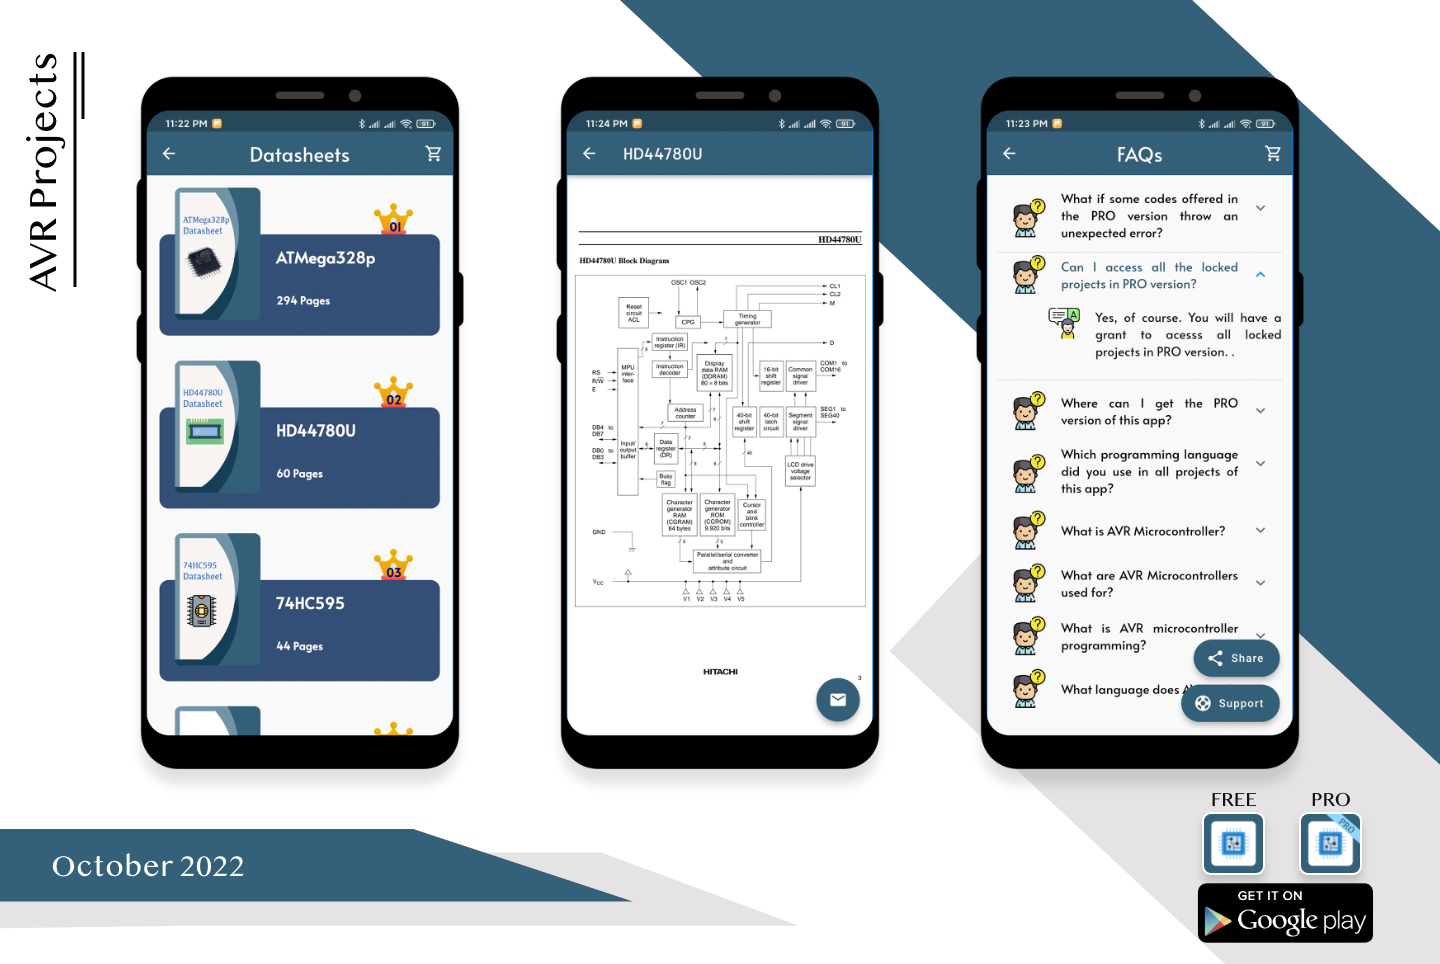 AVR Projects
11:22 PM
91
Datasheets
ATMega328p
Datasheet
01
ATMega328p
294 Pages
HD44780U
Datasheet
02
HD44780U
60 Pages
74HC595
Datasheet
03
74HC595
44 Pages
11:24 PM
91
HD44780U
HD44780U
HD44780U Block Diagram
OSC1 OSC2
CL1
CL2
M
Reset
circuit
ACL
CPG
Timing
generator
D
Instruction
register (IR)
MPU
inter-
face
Instruction
decoder
Display
data RAM
(DDRAM)
80 × 8 bits
16-bit
shift
register
Common
signal
driver
COM1 to
COM16
RS
R/W
E
Address
counter
40-bit
shift
register
40-bit
latch
circuit
Segment
signal
driver
SEG1 to
SEG40
DB4 to
DB7
DB0 to
DB3
Input/
output
buffer
Data
register
(DR)
40
LCD drive
voltage
selector
Busy
flag
Character
generator
RAM
(CGRAM)
64 bytes
Character
generator
ROM
(CGROM)
9,920 bits
Cursor
and
blink
controller
GND
Parallel/serial converter
and
attribute circuit
VCC
V1 V2 V3 V4 V5
HITACHI
3
11:23 PM
91
FAQs
What if some codes offered in
the PRO version throw an
unexpected error?
Can I access all the locked
projects in PRO version?
A
Yes, of course. You will have a
grant to acesss all locked
projects in PRO version. .
Where can I get the PRO
version of this app?
Which programming language
did you use in all projects of
this app?
What is AVR Microcontroller?
What are AVR Microcontrollers
used for?
What is AVR microcontroller
programming?
Share
What language does
Support
FREE
PRO
PRO
October 2022
GET IT ON
Google play